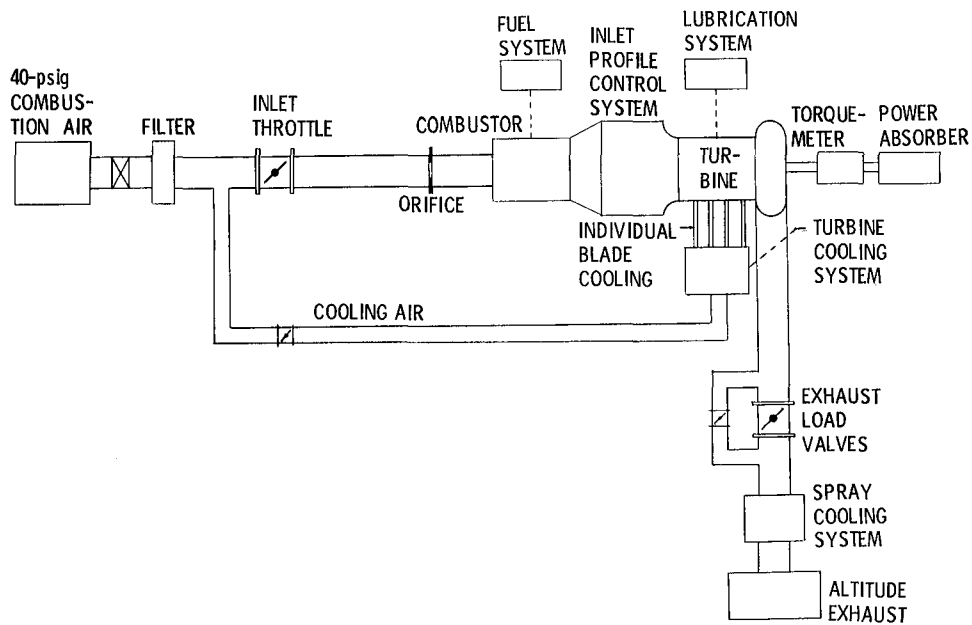 FUEL
SYSTEM
INLET
PROFILE
CONTROL
SYSTEM
LUBRICATION
SYSTEM
40-psig
COMBUS-
TION AIR
FILTER
INLET
THROTTLE
COMBUSTOR
TORQUE-
METER
POWER
ABSORBER
TUR-
BINE
ORIFICE
INDIVIDUAL
BLADE
COOLING
TURBINE
COOLING
SYSTEM
COOLING AIR
EXHAUST
LOAD
VALVES
SPRAY
COOLING
SYSTEM
ALTITUDE
EXHAUST